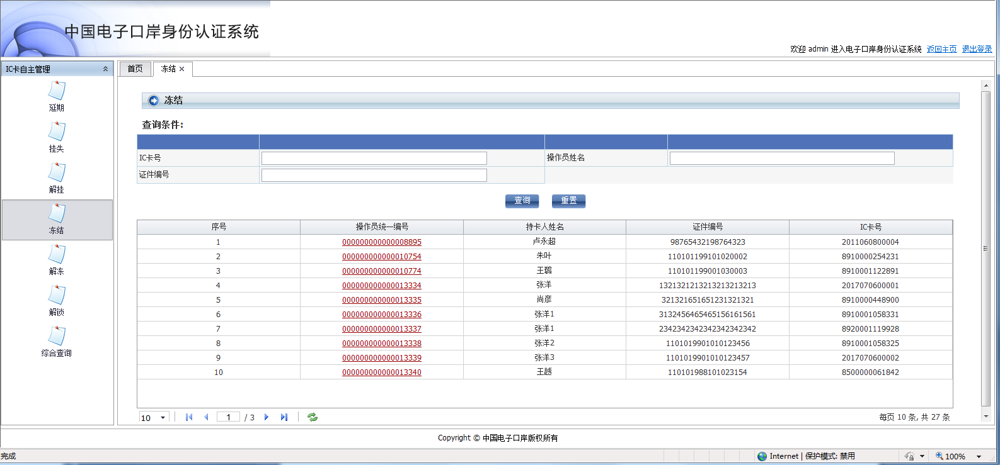 中国电子口岸身份认证系统
欢迎 admin 进入电子口岸身份认证系统 返回主页 退出登录
IC卡自主管理
延期
挂失
解挂
冻结
解冻
解锁
综合查询
首页 冻结
冻结
查询条件:
IC卡号 操作员姓名
证件编号
查询 重置
序号 操作员统一编号 持卡人姓名 证件编号 IC卡号
1 000000000000008895 卢永超 98765432198764323 2011060800004
2 000000000000010754 朱叶 110101199101020002 8910000254231
3 000000000000010774 王璐 110101199001030003 8910001122891
4 000000000000013334 张洋 1321321213213213213213 2017070600001
5 000000000000013335 尚彦 321321651651231321321 8910000448900
6 000000000000013336 张洋1 3132456465465156161561 8910001058331
7 000000000000013337 张洋1 2342342342342342342342 8920001119928
8 000000000000013338 张洋2 1101019901010123456 8910001058325
9 000000000000013339 张洋3 1101019901010123457 2017070600002
10 000000000000013340 王越 110101988101023154 8500000061842
10 1 / 3 每页 10 条, 共 27 条
Copyright © 中国电子口岸版权所有
完成 Internet | 保护模式: 禁用 100%